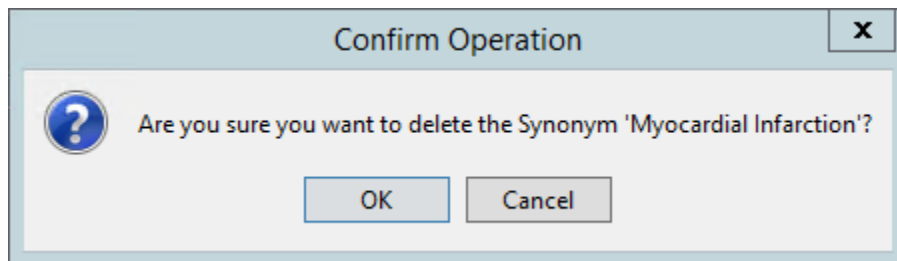 Confirm Operation
x
?
Are you sure you want to delete the Synonym 'Myocardial Infarction'?
OK
Cancel